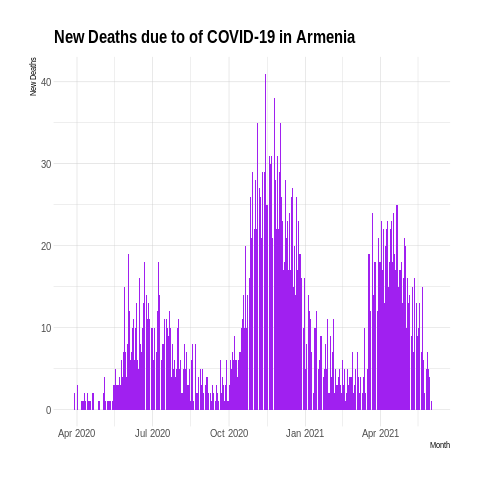 New Deaths due to of COVID-19 in Armenia
New Deaths
40
30
20
10
0
Apr 2020 Jul 2020 Oct 2020 Jan 2021 Apr 2021
Month